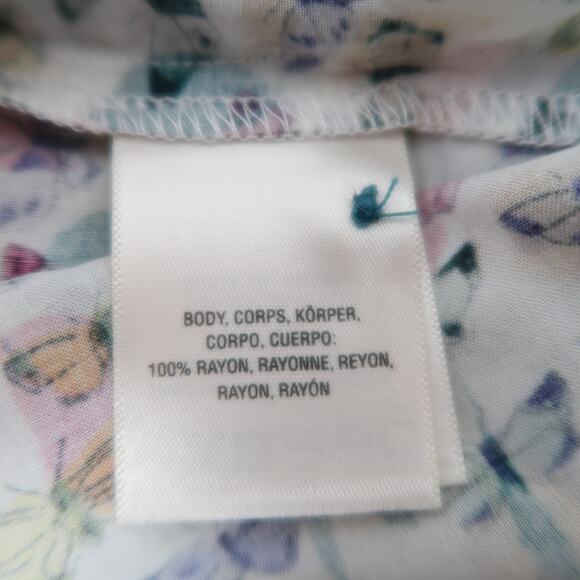 BODY, CORPS, KÖRPER,
CORPO, CUERPO:
100% RAYON, RAYONNE, REYON,
RAYON, RAYÓN